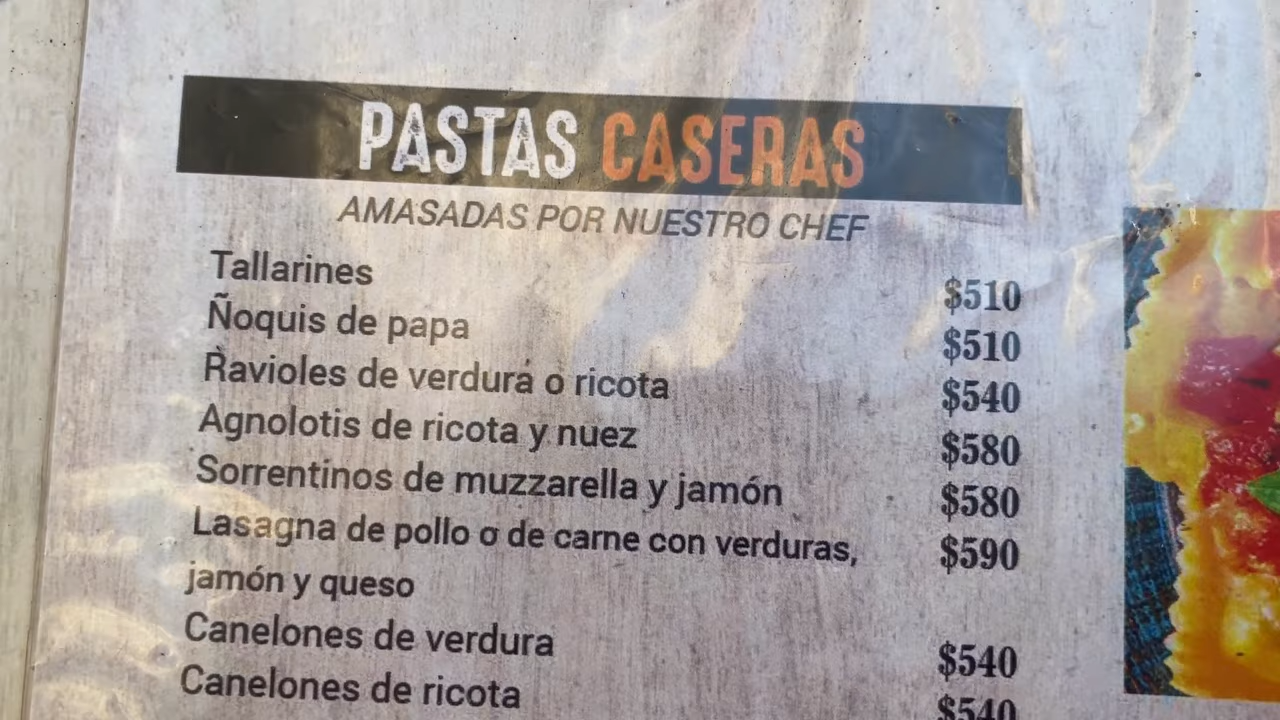 PASTAS CASERAS
AMASADAS POR NUESTRO CHEF
Tallarines $510
Ñoquis de papa $510
Ravioles de verdura o ricota $540
Agnolotis de ricota y nuez $580
Sorrentinos de muzzarella y jamón $580
Lasagna de pollo o de carne con verduras, $590
jamón y queso
Canelones de verdura $540
Canelones de ricota $540